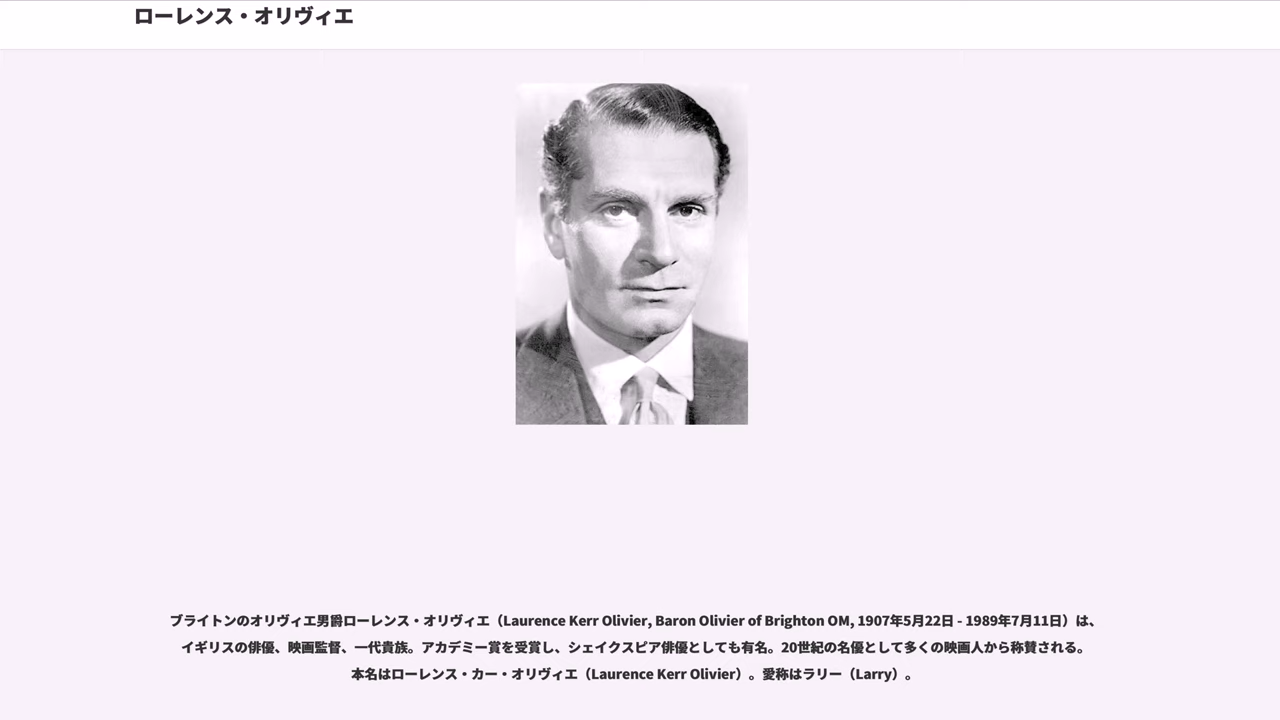 ローレンス・オリヴィエ
ブライトンのオリヴィエ男爵ローレンス・オリヴィエ（Laurence Kerr Olivier, Baron Olivier of Brighton OM, 1907年5月22日 - 1989年7月11日）は、
イギリスの俳優、映画監督、一代貴族。アカデミー賞を受賞し、シェイクスピア俳優としても有名。20世紀の名優として多くの映画人から称賛される。
本名はローレンス・カー・オリヴィエ（Laurence Kerr Olivier）。愛称はラリー（Larry）。